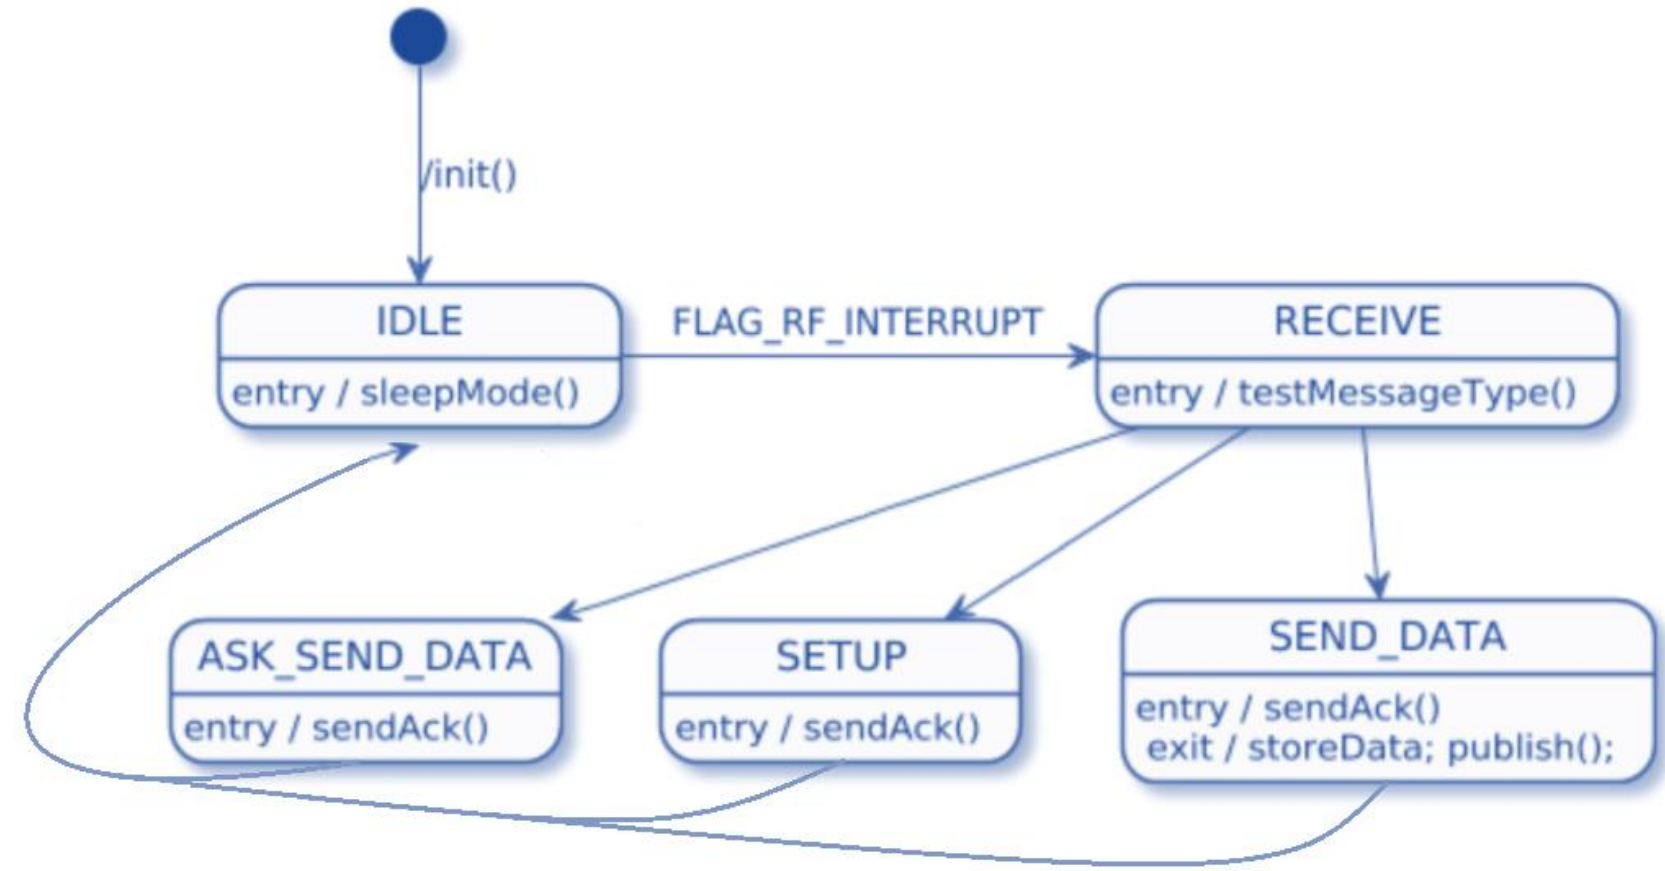 /init()
IDLE
entry / sleepMode()
FLAG_RF_INTERRUPT
RECEIVE
entry / testMessageType()
ASK_SEND_DATA
entry / sendAck()
SETUP
entry / sendAck()
SEND_DATA
entry / sendAck()
exit / storeData; publish();